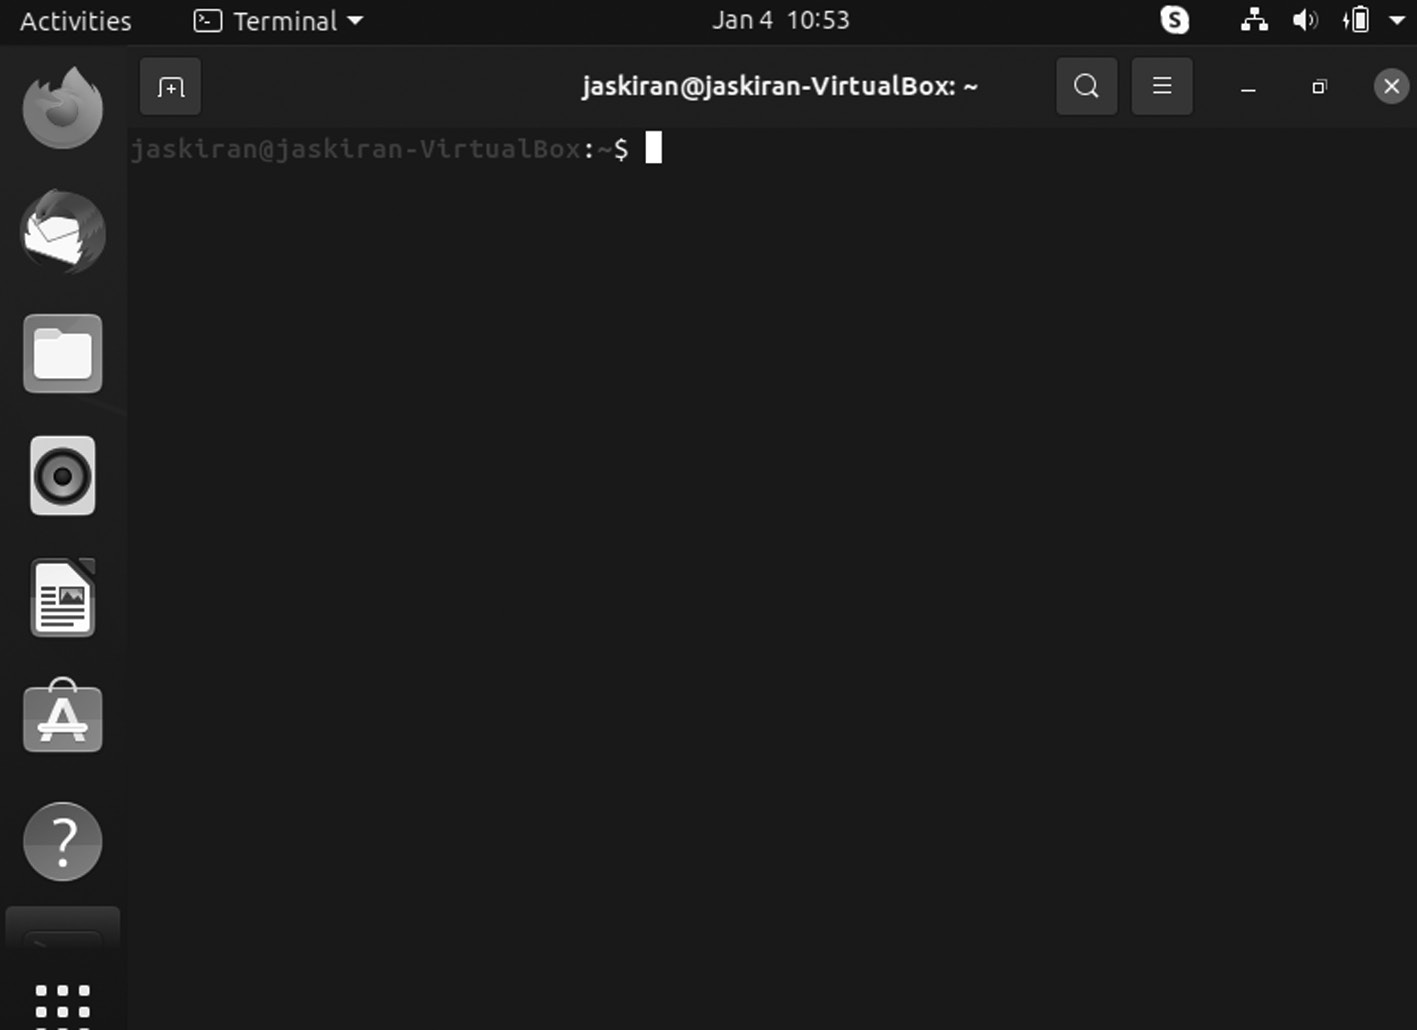 Activities Terminal Jan 4 10:53
jaskiran@jaskiran-VirtualBox: ~
jaskiran@jaskiran-VirtualBox:~$